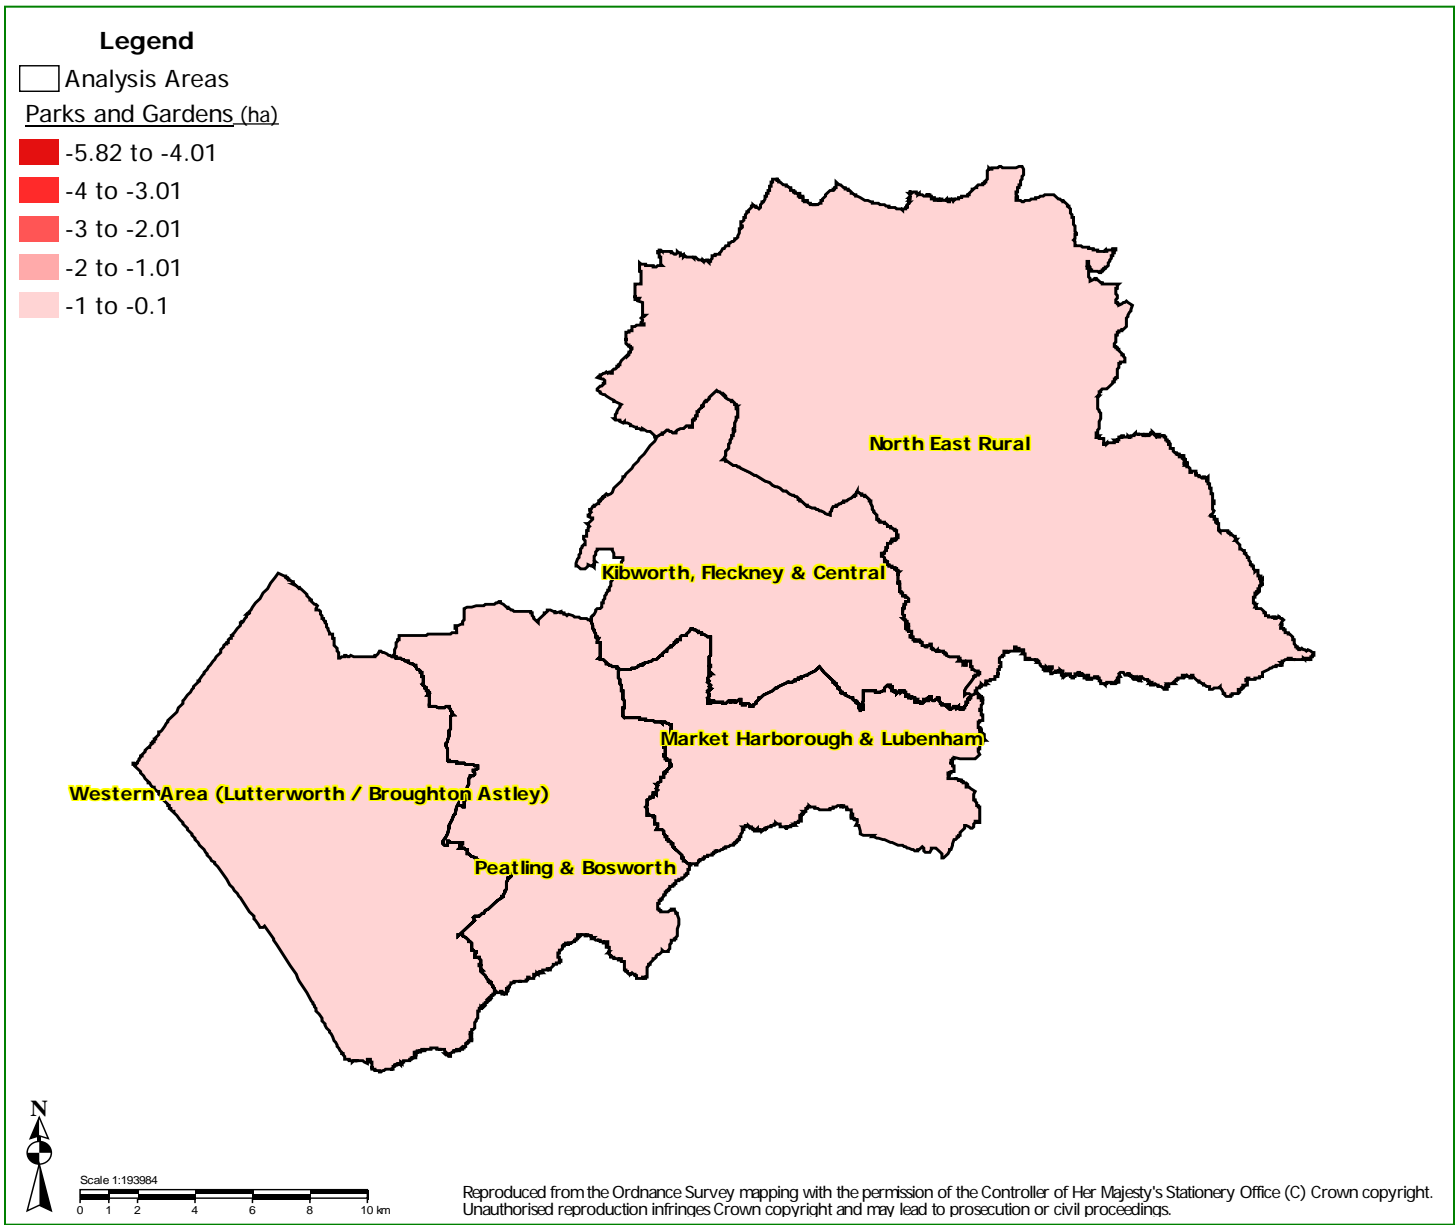 Legend
Analysis Areas
Parks and Gardens (ha)
-5.82 to -4.01
-4 to -3.01
-3 to -2.01
-2 to -1.01
-1 to -0.1
North East Rural
Kibworth, Fleckney & Central
Market Harborough & Lubenham
Western Area (Lutterworth / Broughton Astley)
Peatling & Bosworth
N
Scale 1:193984
0 1 2 4 6 8 10 km
Reproduced from the Ordnance Survey mapping with the permission of the Controller of Her Majesty's Stationery Office (C) Crown copyright.
Unauthorised reproduction infringes Crown copyright and may lead to prosecution or civil proceedings.